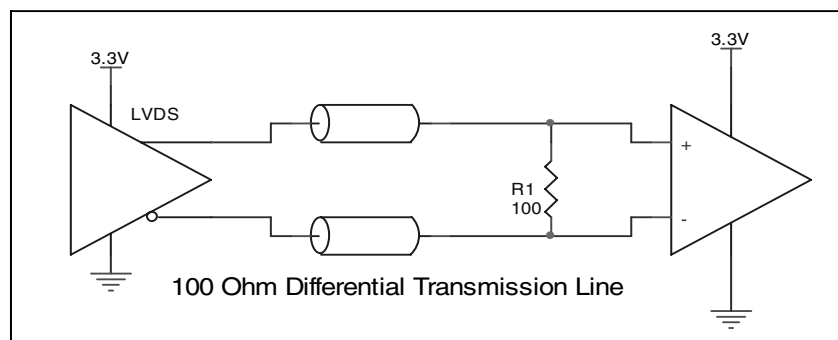 3.3V
3.3V
LVDS
+
R1
100
-
100 Ohm Differential Transmission Line